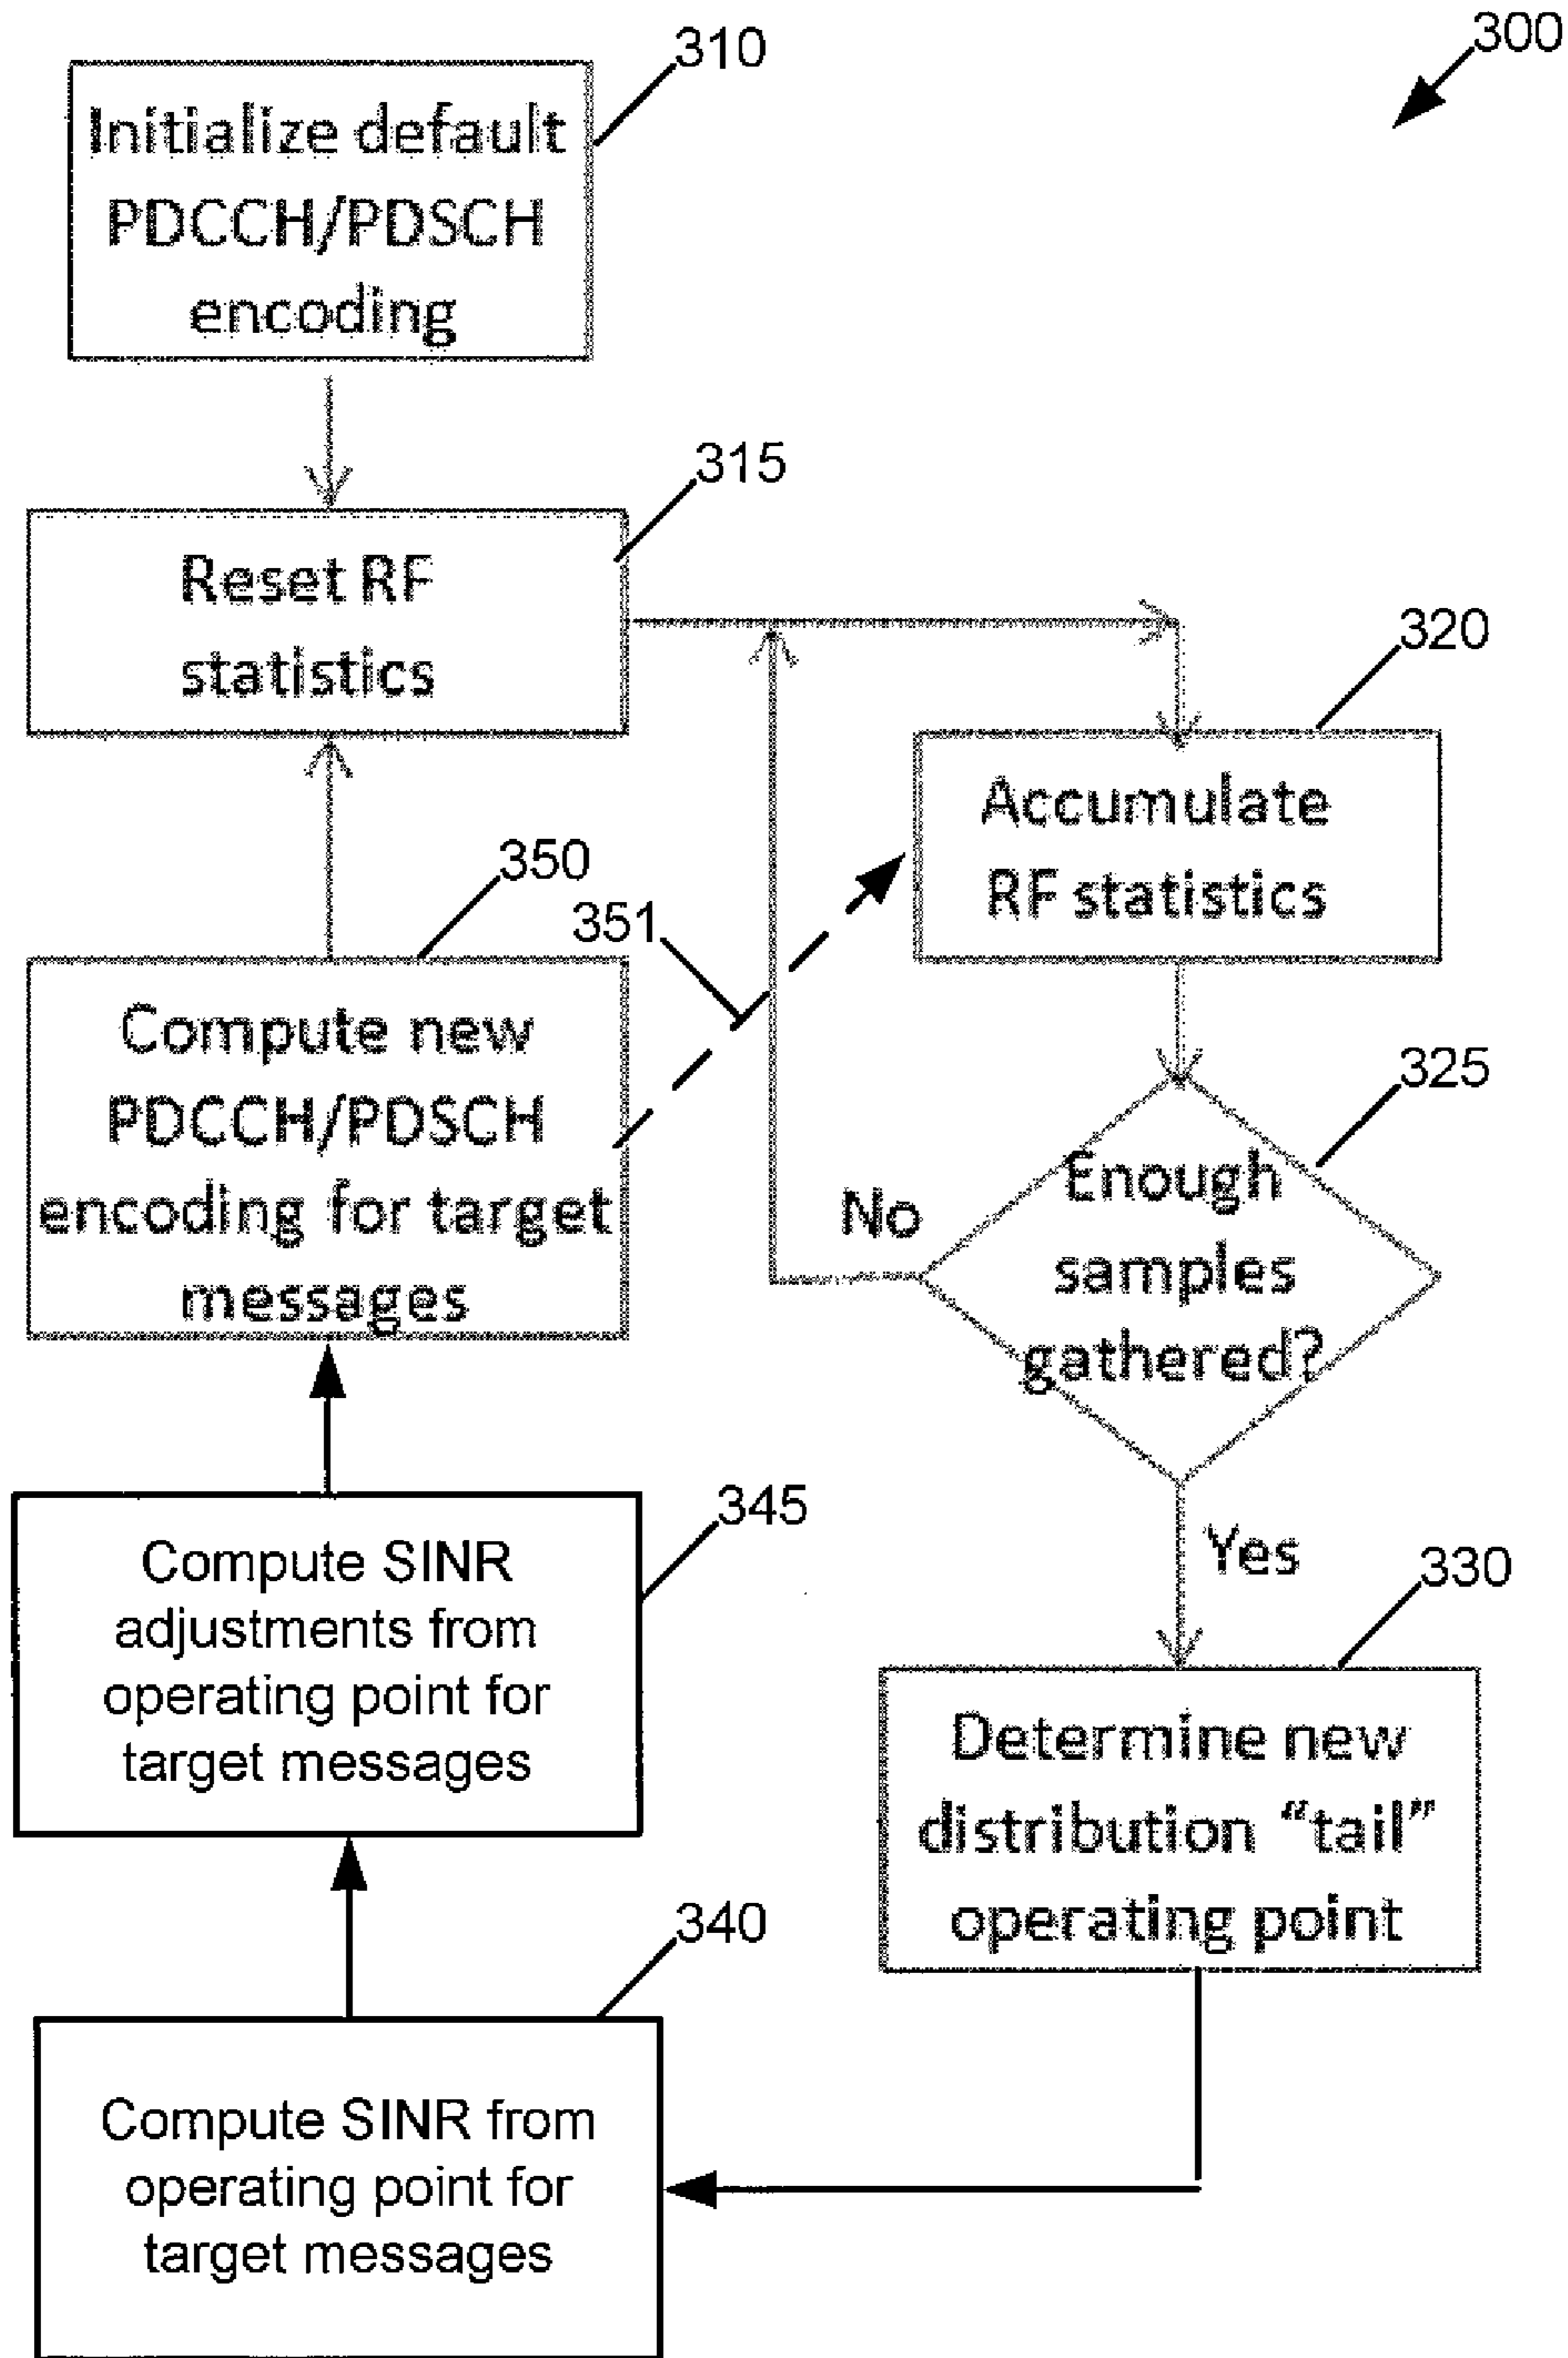 300
310
Initialize default
PDCCH/PDSCH
encoding
315
Reset RF
statistics
320
Accumulate
RF statistics
350
351
Compute new
PDCCH/PDSCH
encoding for target
messages
325
Enough
samples
gathered?
No
Yes
330
Determine new
distribution “tail”
operating point
345
Compute SINR
adjustments from
operating point for
target messages
340
Compute SINR from
operating point for
target messages